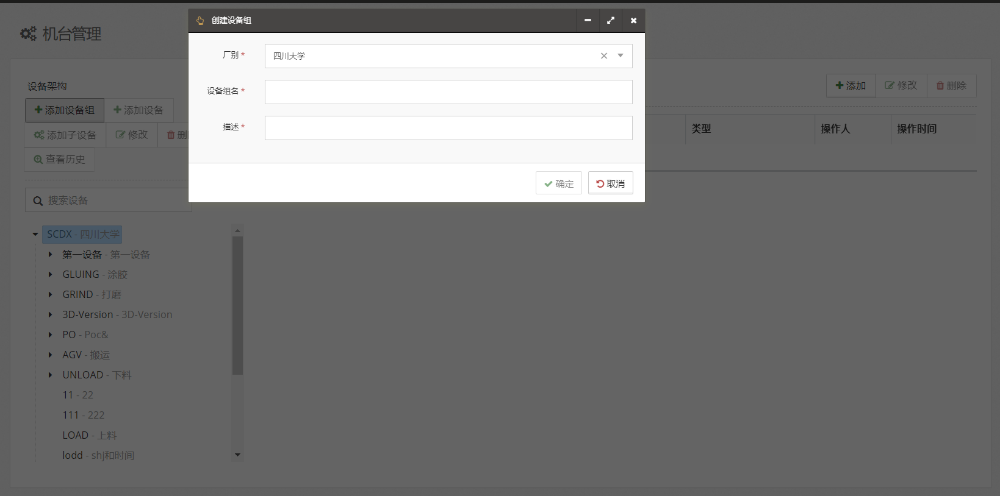 机台管理
创建设备组
厂别 *
四川大学
设备组名 *
描述 *
确定
取消
设备架构
添加设备组
添加设备
添加子设备
修改
删
查看历史
搜索设备
SCDX - 四川大学
第一设备 - 第一设备
GLUING - 涂胶
GRIND - 打磨
3D-Version - 3D-Version
PO - Poc&
AGV - 搬运
UNLOAD - 下料
11 - 22
111 - 222
LOAD - 上料
lodd - shj和时间
添加
修改
删除
类型
操作人
操作时间